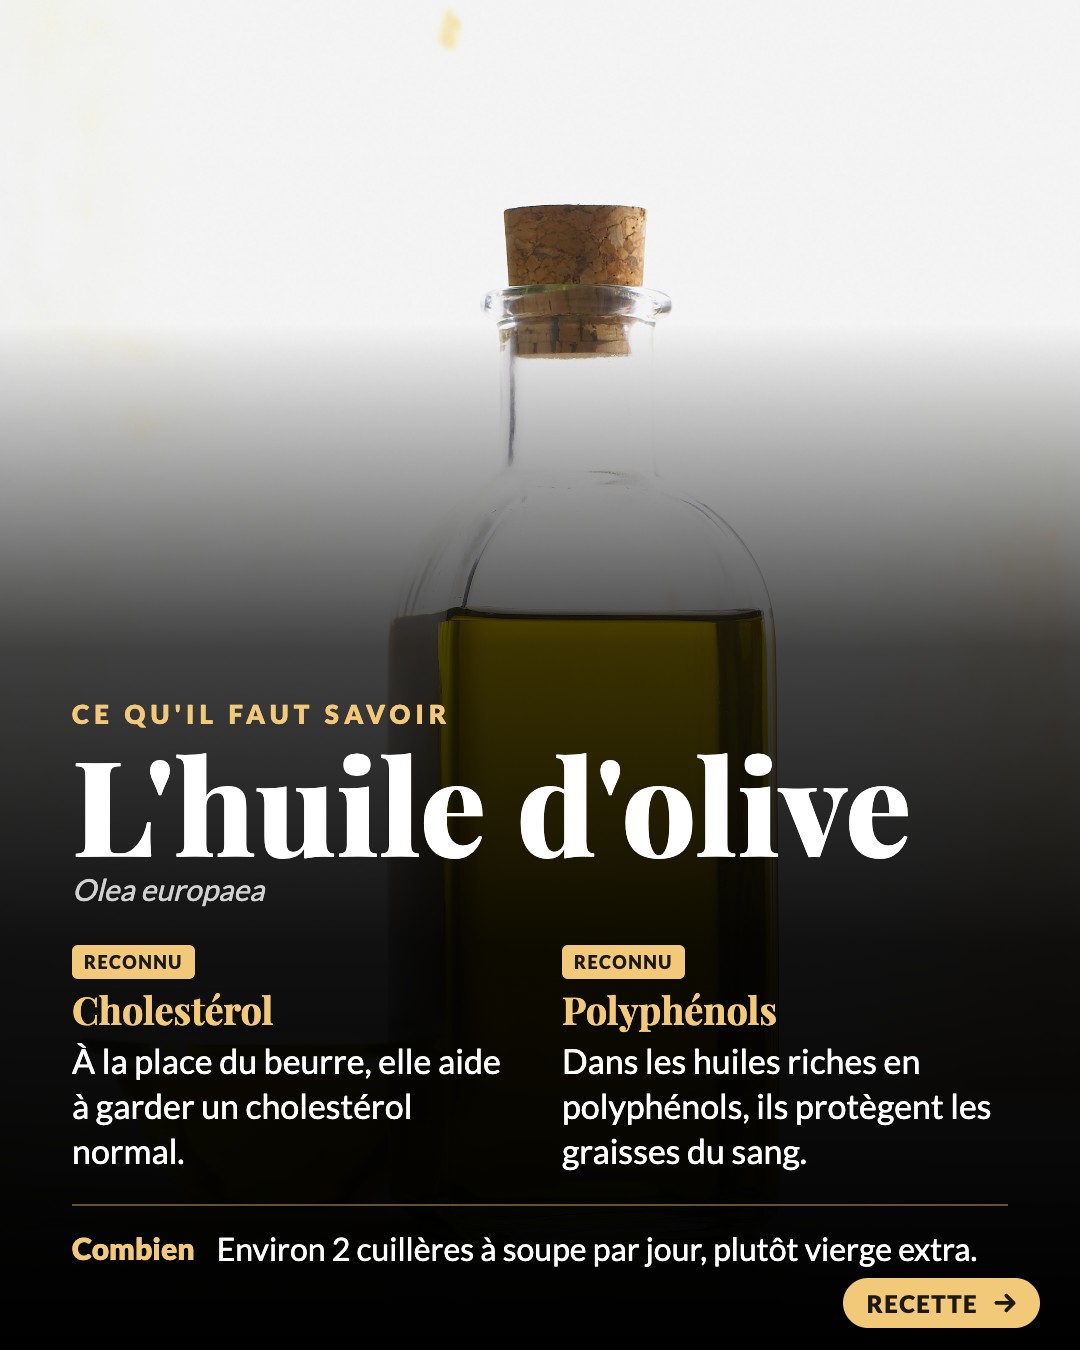 CE QU'IL FAUT SAVOIR
L'huile d'olive
Olea europaea
RECONNU
Cholestérol
À la place du beurre, elle aide
à garder un cholestérol
normal.
RECONNU
Polyphénols
Dans les huiles riches en
polyphénols, ils protègent les
graisses du sang.
Combien Environ 2 cuillères à soupe par jour, plutôt vierge extra.
RECETTE →